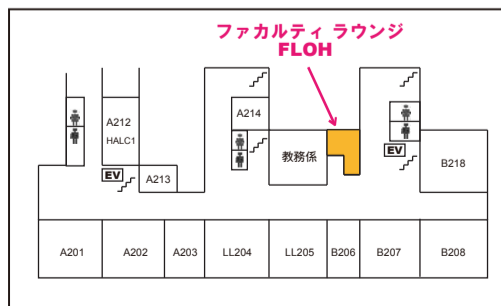 ファカルティ ラウンジ
FLOH
A212
HALC1
A214
教務係
EV
A213
EV
B218
A201
A202
A203
LL204
LL205
B206
B207
B208